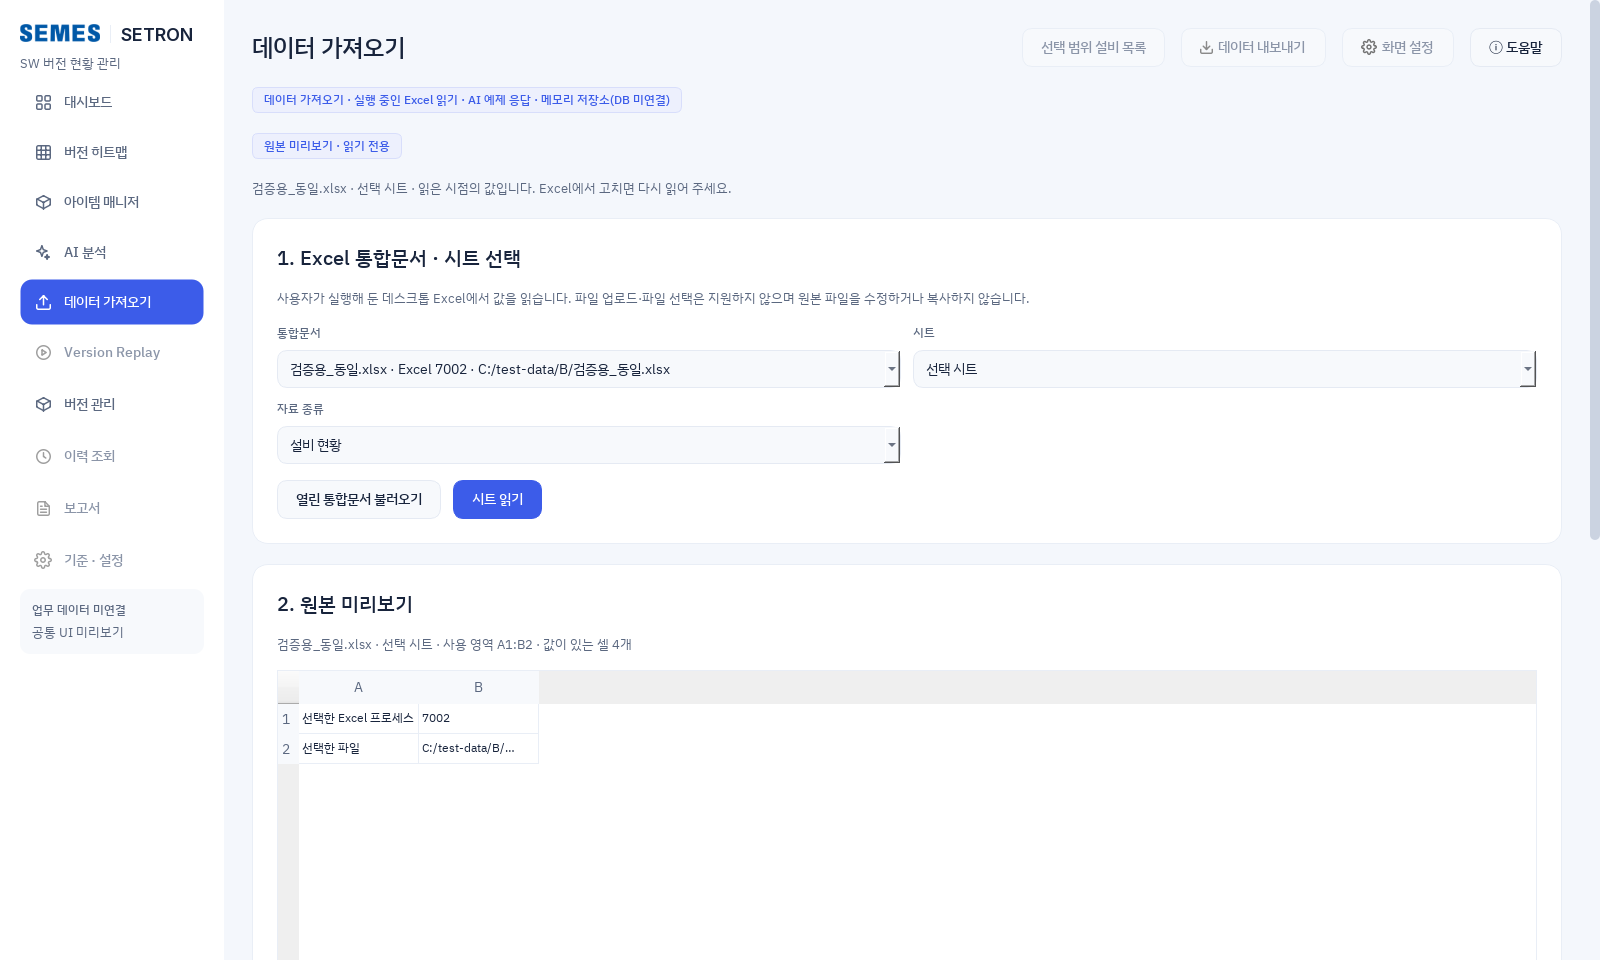 SEMES SETRON
SW 버전 현황 관리
대시보드
버전 히트맵
아이템 매니저
AI 분석
데이터 가져오기
Version Replay
버전 관리
이력 조회
보고서
기준 · 설정
업무 데이터 미연결
공통 UI 미리보기
데이터 가져오기
선택 범위 설비 목록
데이터 내보내기
화면 설정
도움말
데이터 가져오기 · 실행 중인 Excel 읽기 · AI 예제 응답 · 메모리 저장소(DB 미연결)
원본 미리보기 · 읽기 전용
검증용_동일.xlsx · 선택 시트 · 읽은 시점의 값입니다. Excel에서 고치면 다시 읽어 주세요.
1. Excel 통합문서 · 시트 선택
사용자가 실행해 둔 데스크톱 Excel에서 값을 읽습니다. 파일 업로드·파일 선택은 지원하지 않으며 원본 파일을 수정하거나 복사하지 않습니다.
통합문서
시트
검증용_동일.xlsx · Excel 7002 · C:/test-data/B/검증용_동일.xlsx
선택 시트
자료 종류
설비 현황
열린 통합문서 불러오기
시트 읽기
2. 원본 미리보기
검증용_동일.xlsx · 선택 시트 · 사용 영역 A1:B2 · 값이 있는 셀 4개
A B
1 선택한 Excel 프로세스 7002
2 선택한 파일 C:/test-data/B/...